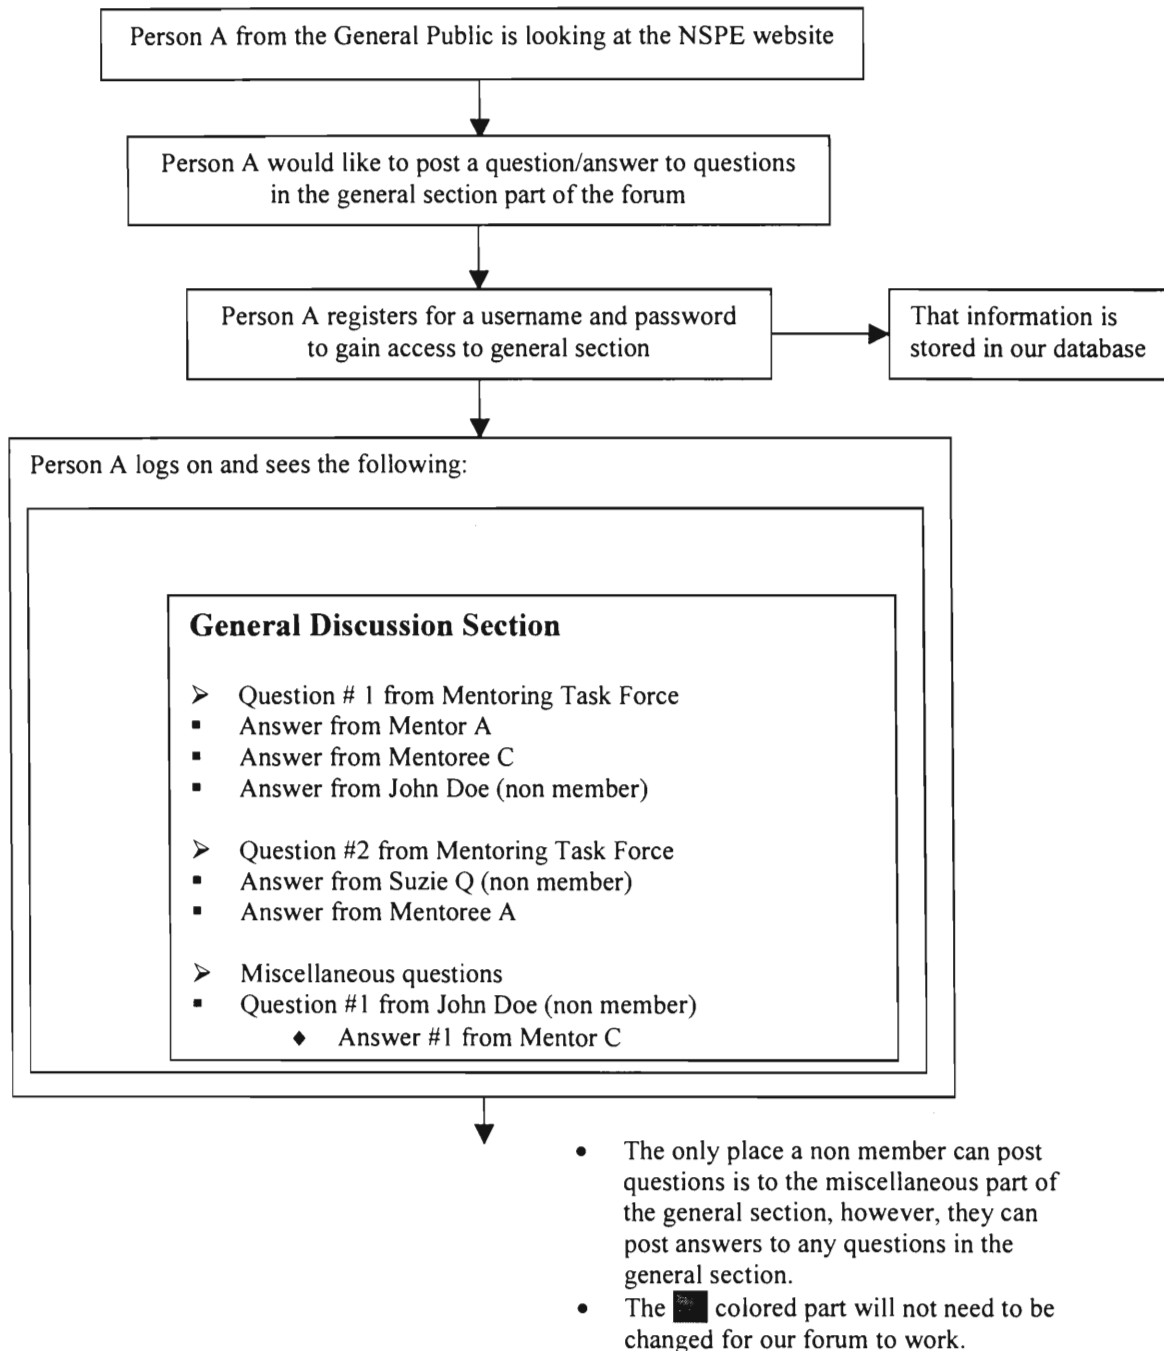 Person A from the General Public is looking at the NSPE website
Person A would like to post a question/answer to questions
in the general section part of the forum
Person A registers for a username and password
to gain access to general section
That information is
stored in our database
Person A logs on and sees the following:
General Discussion Section
➢ Question # 1 from Mentoring Task Force
▪ Answer from Mentor A
▪ Answer from Mentoree C
▪ Answer from John Doe (non member)
➢ Question #2 from Mentoring Task Force
▪ Answer from Suzie Q (non member)
▪ Answer from Mentoree A
➢ Miscellaneous questions
▪ Question #1 from John Doe (non member)
♦ Answer #1 from Mentor C
• The only place a non member can post
questions is to the miscellaneous part of
the general section, however, they can
post answers to any questions in the
general section.
• The colored part will not need to be
changed for our forum to work.